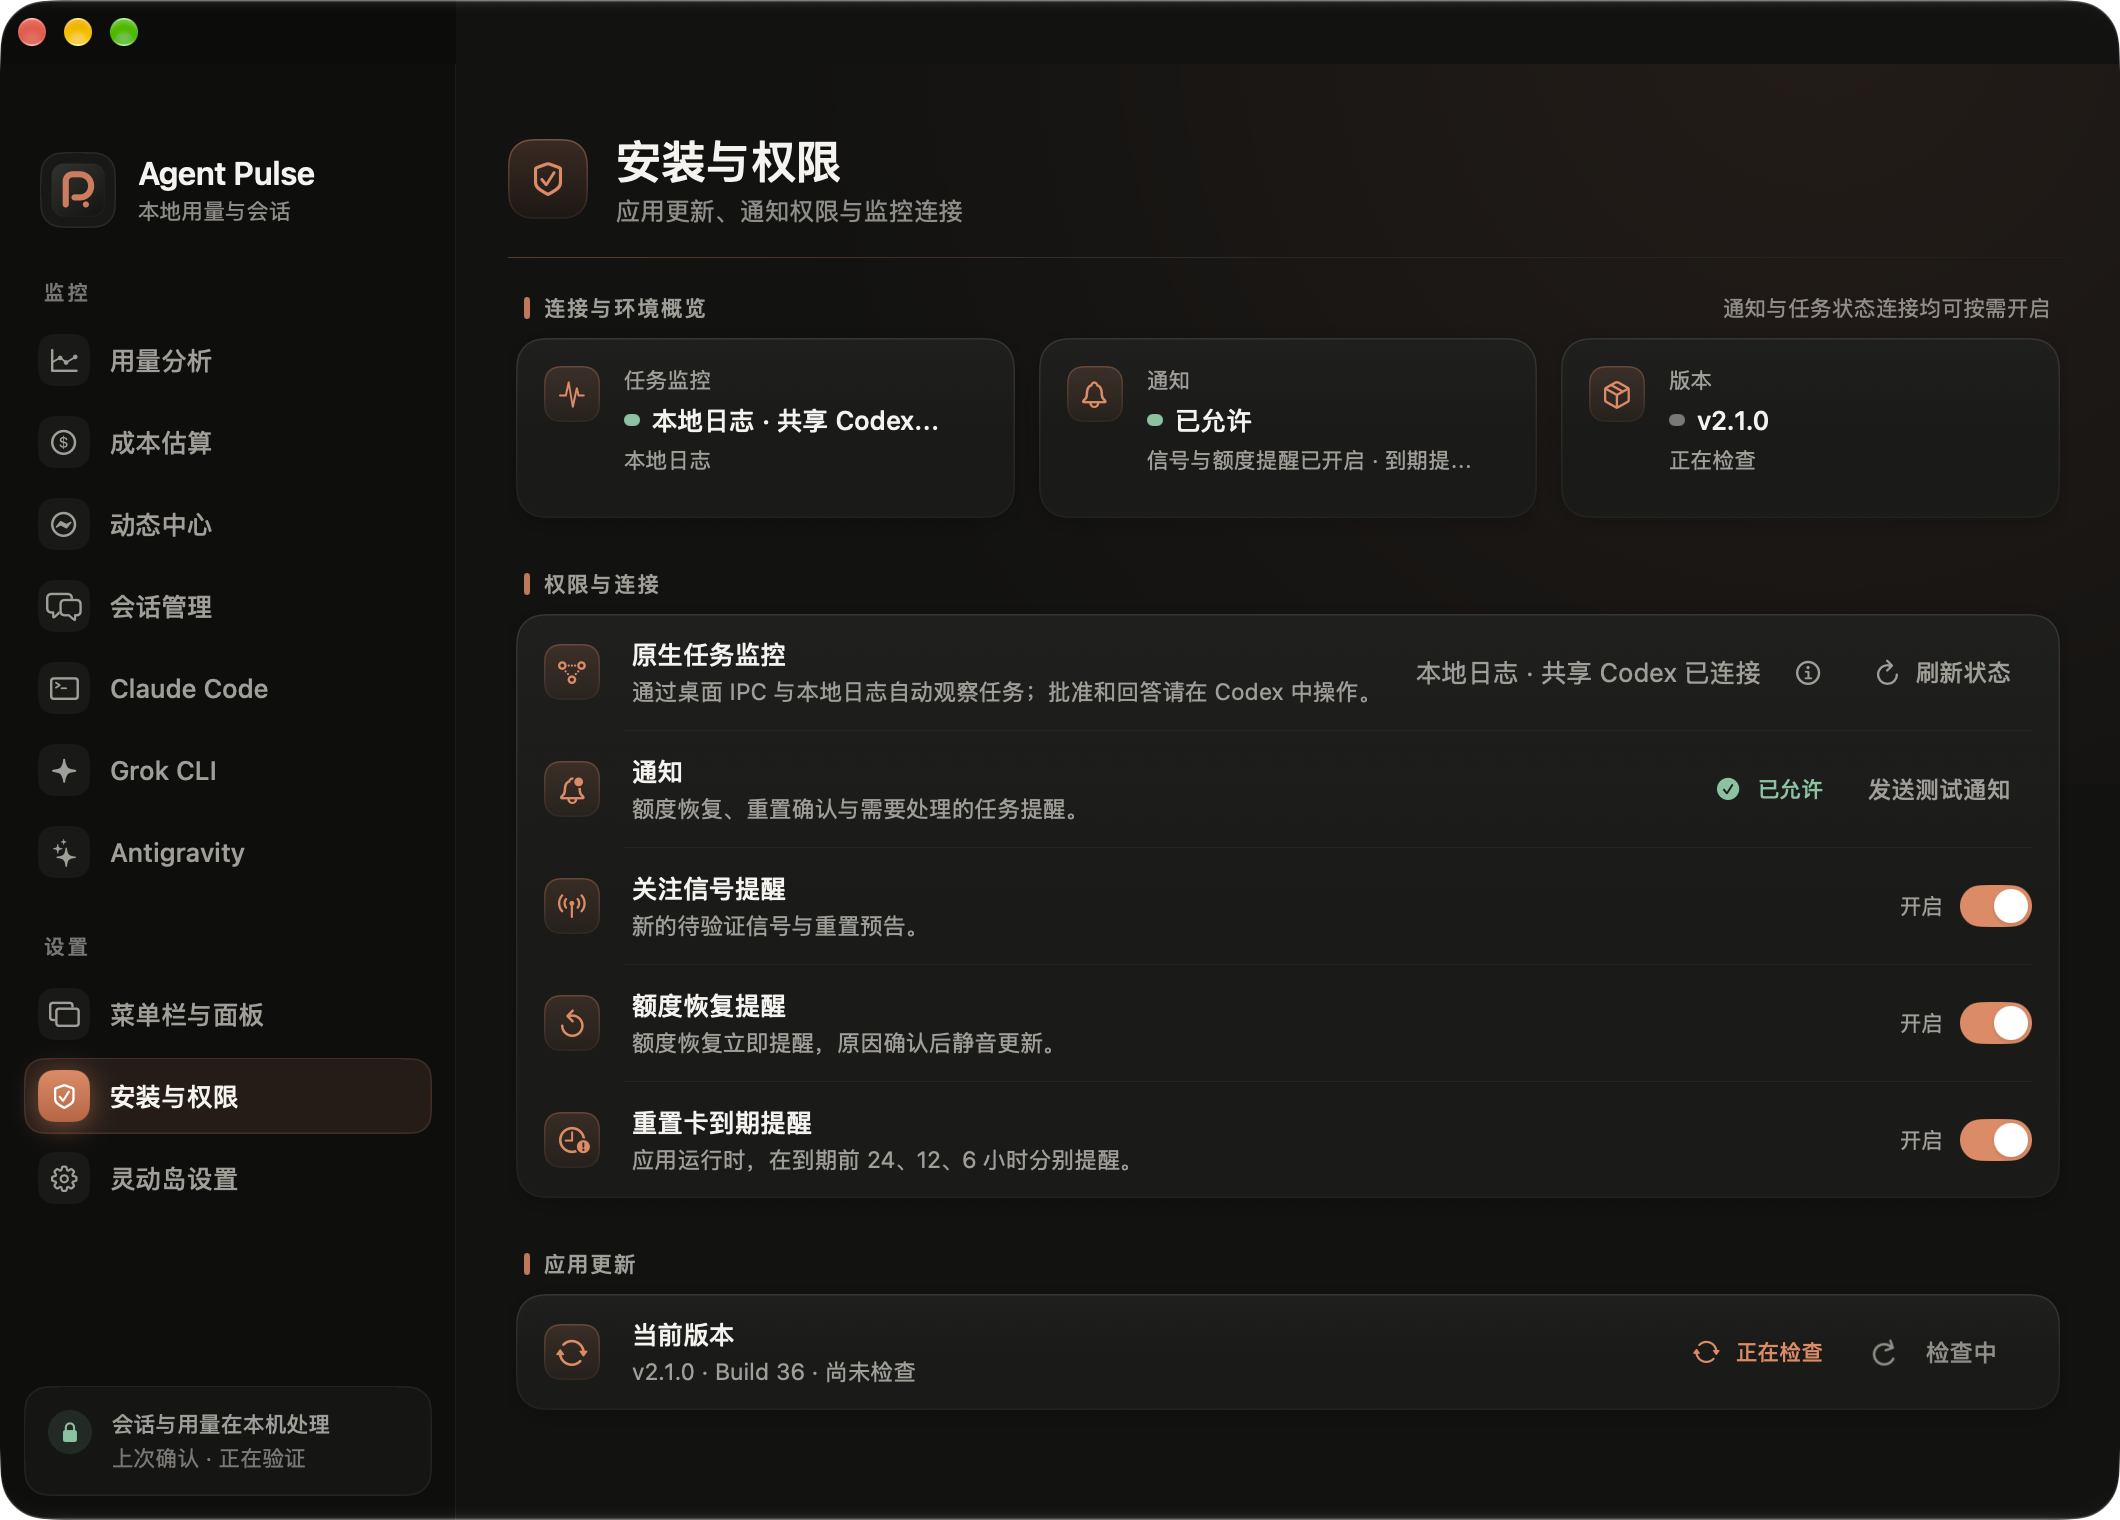 Agent Pulse
本地用量与会话
监控
用量分析
成本估算
动态中心
会话管理
Claude Code
Grok CLI
Antigravity
设置
菜单栏与面板
安装与权限
灵动岛设置
会话与用量在本机处理
上次确认 · 正在验证
安装与权限
应用更新、通知权限与监控连接
连接与环境概览
通知与任务状态连接均可按需开启
任务监控
本地日志 · 共享 Codex...
本地日志
通知
已允许
信号与额度提醒已开启 · 到期提...
版本
v2.1.0
正在检查
权限与连接
原生任务监控
通过桌面 IPC 与本地日志自动观察任务；批准和回答请在 Codex 中操作。
本地日志 · 共享 Codex 已连接
刷新状态
通知
额度恢复、重置确认与需要处理的任务提醒。
已允许
发送测试通知
关注信号提醒
新的待验证信号与重置预告。
开启
额度恢复提醒
额度恢复立即提醒，原因确认后静音更新。
开启
重置卡到期提醒
应用运行时，在到期前 24、12、6 小时分别提醒。
开启
应用更新
当前版本
v2.1.0 · Build 36 · 尚未检查
正在检查
检查中